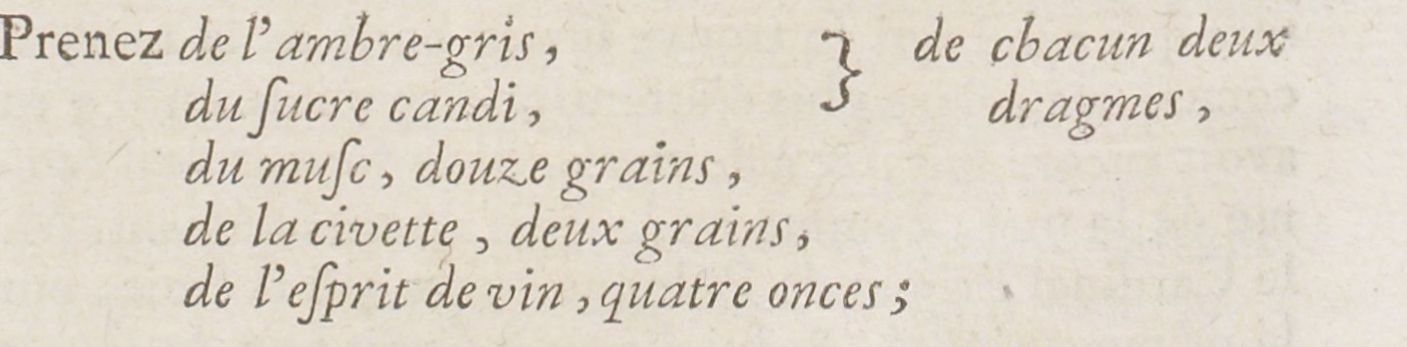 Prenez de l'ambre-gris, } de chacun deux
du ſucre candi, dragmes,
du muſc, douze grains,
de la civette, deux grains,
de l'eſprit de vin, quatre onces;